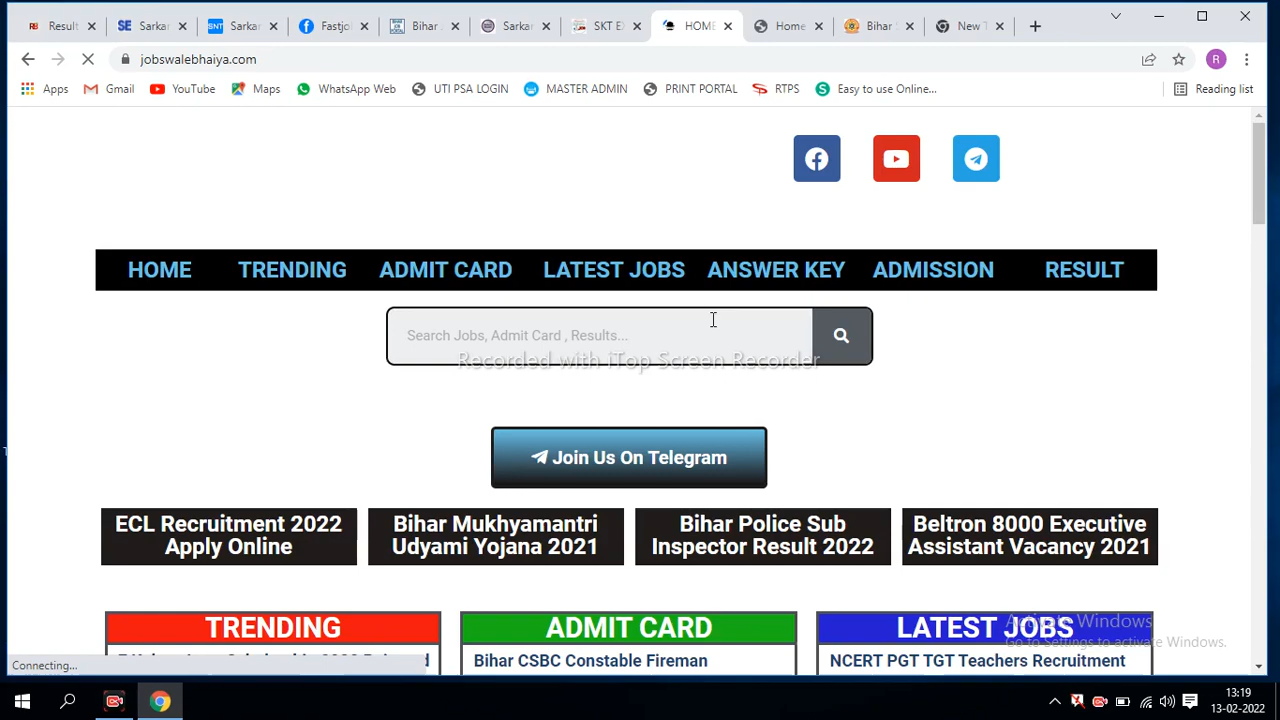 Result
Sarkar
Sarkar
Fastjo
Bihar
Sarkar
SKT EX
HOME
Home
Bihar S
New T
jobswalebhaiya.com
R
Apps
Gmail
YouTube
Maps
WhatsApp Web
UTI PSA LOGIN
MASTER ADMIN
PRINT PORTAL
RTPS
Easy to use Online...
Reading list
HOME
TRENDING
ADMIT CARD
LATEST JOBS
ANSWER KEY
ADMISSION
RESULT
Search Jobs, Admit Card , Results...
Recorded with iTop Screen Recorder
Join Us On Telegram
ECL Recruitment 2022
Apply Online
Bihar Mukhyamantri
Udyami Yojana 2021
Bihar Police Sub
Inspector Result 2022
Beltron 8000 Executive
Assistant Vacancy 2021
TRENDING
ADMIT CARD
LATEST JOBS
Activate Windows
Go to Settings to activate Windows.
Bihar CSBC Constable Fireman
NCERT PGT TGT Teachers Recruitment
Connecting...
13:19
13-02-2022